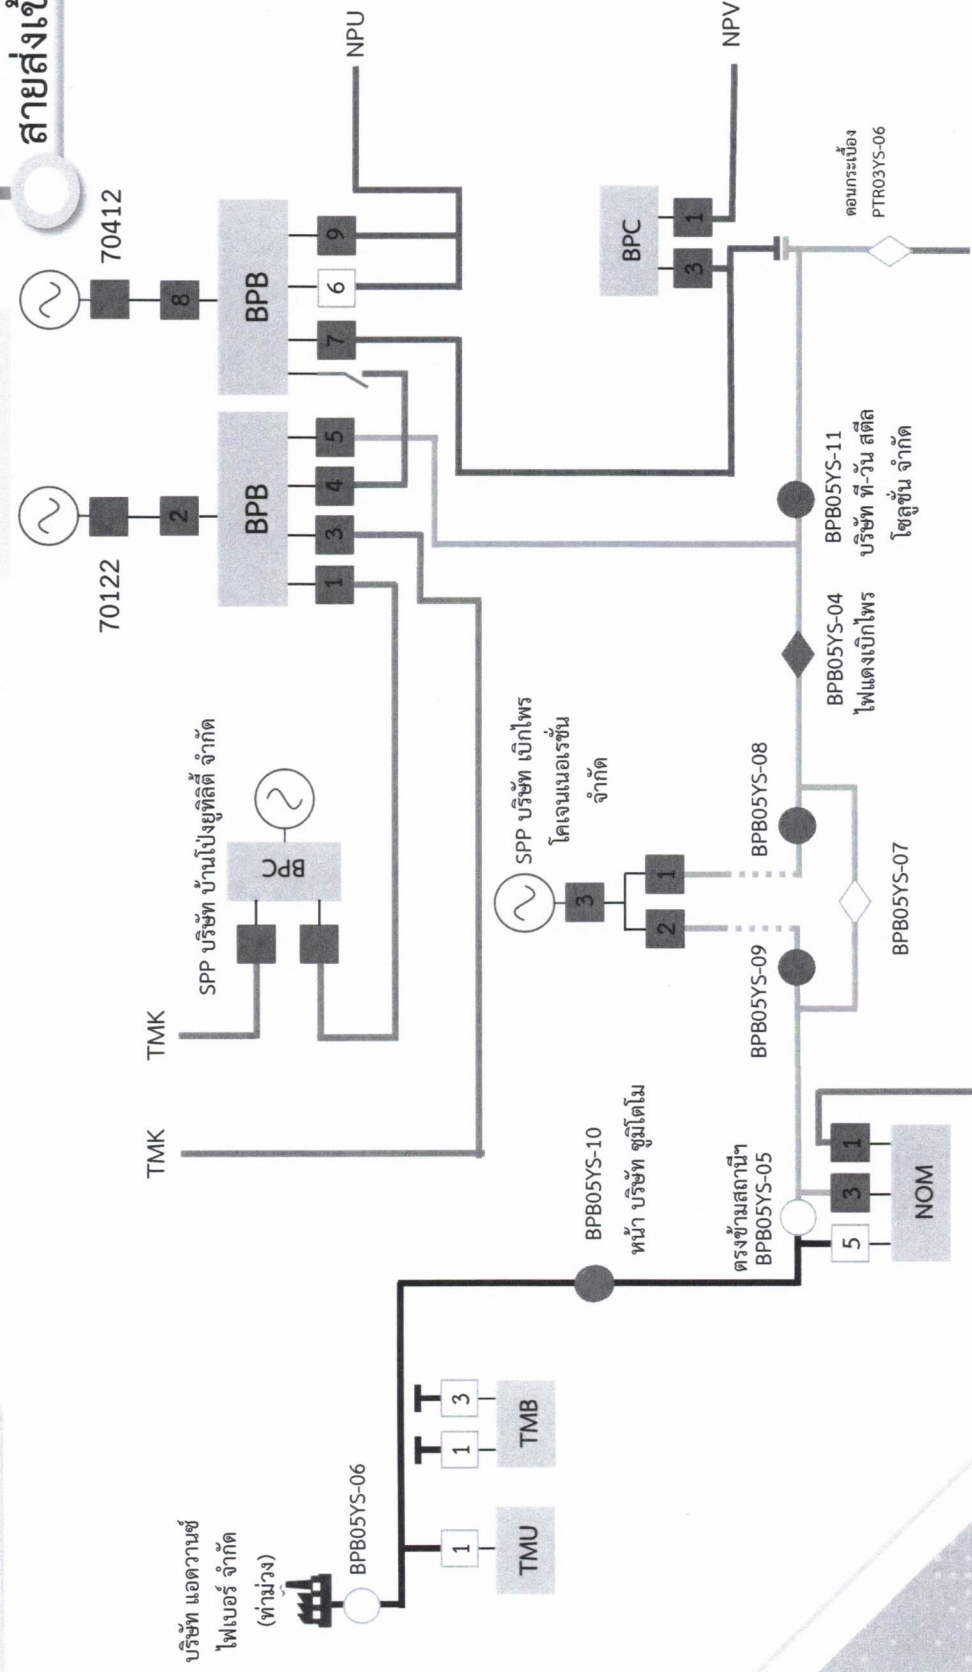 สายส่งเ
70122
70412
2
8
BPB
BPB
1
3
4
5
7
6
9
NPU
TMK
TMK
SPP บริษัท บ้านโป่งยูทิลิตี้ จำกัด
BPC
BPC
3
1
NPV
SPP บริษัท เบิกไพร
โคเจนเนอเรชั่น
จำกัด
3
2
1
บริษัท แอดวานซ์
ไฟเบอร์ จำกัด
(ท่าม่วง)
BPB05YS-06
1
TMU
1
3
TMB
BPB05YS-10
หน้า บริษัท ซูมิโตโม
ตรงข้ามสถานีฯ
BPB05YS-05
5
3
1
NOM
BPB05YS-09
BPB05YS-08
BPB05YS-07
BPB05YS-04
ไฟแดงเบิกไพร
BPB05YS-11
บริษัท ที-วัน สตีล
โซลูชั่น จำกัด
ดอนกระเบื้อง
PTR03YS-06